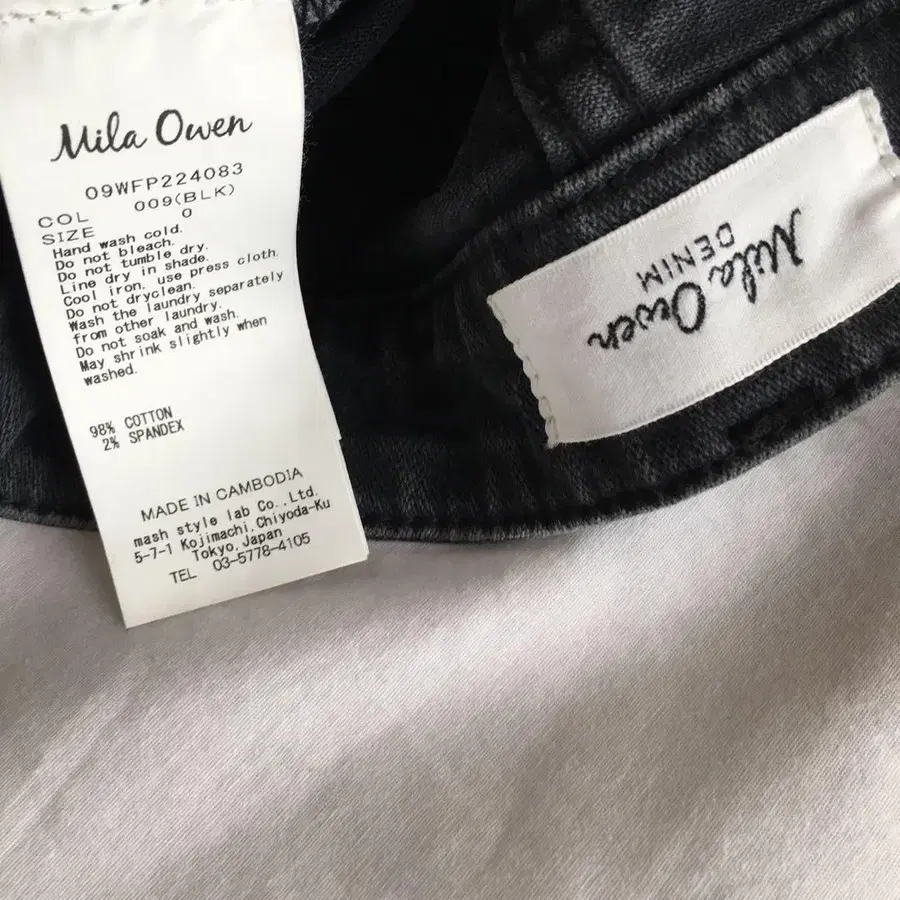 Mila Owen
09WFP224083
COL 009(BLK)
SIZE 0
Hand wash cold.
Do not bleach.
Do not tumble dry.
Line dry in shade.
Cool iron. use press cloth.
Do not dryclean.
Wash the laundry separately
from other laundry.
Do not soak and wash.
May shrink slightly when
washed.
98% COTTON
2% SPANDEX
MADE IN CAMBODIA
mash style lab Co.,Ltd.
5-7-1 Kojimachi,Chiyoda-Ku
Tokyo,Japan
TEL 03-5778-4105
Mila Owen
DENIM